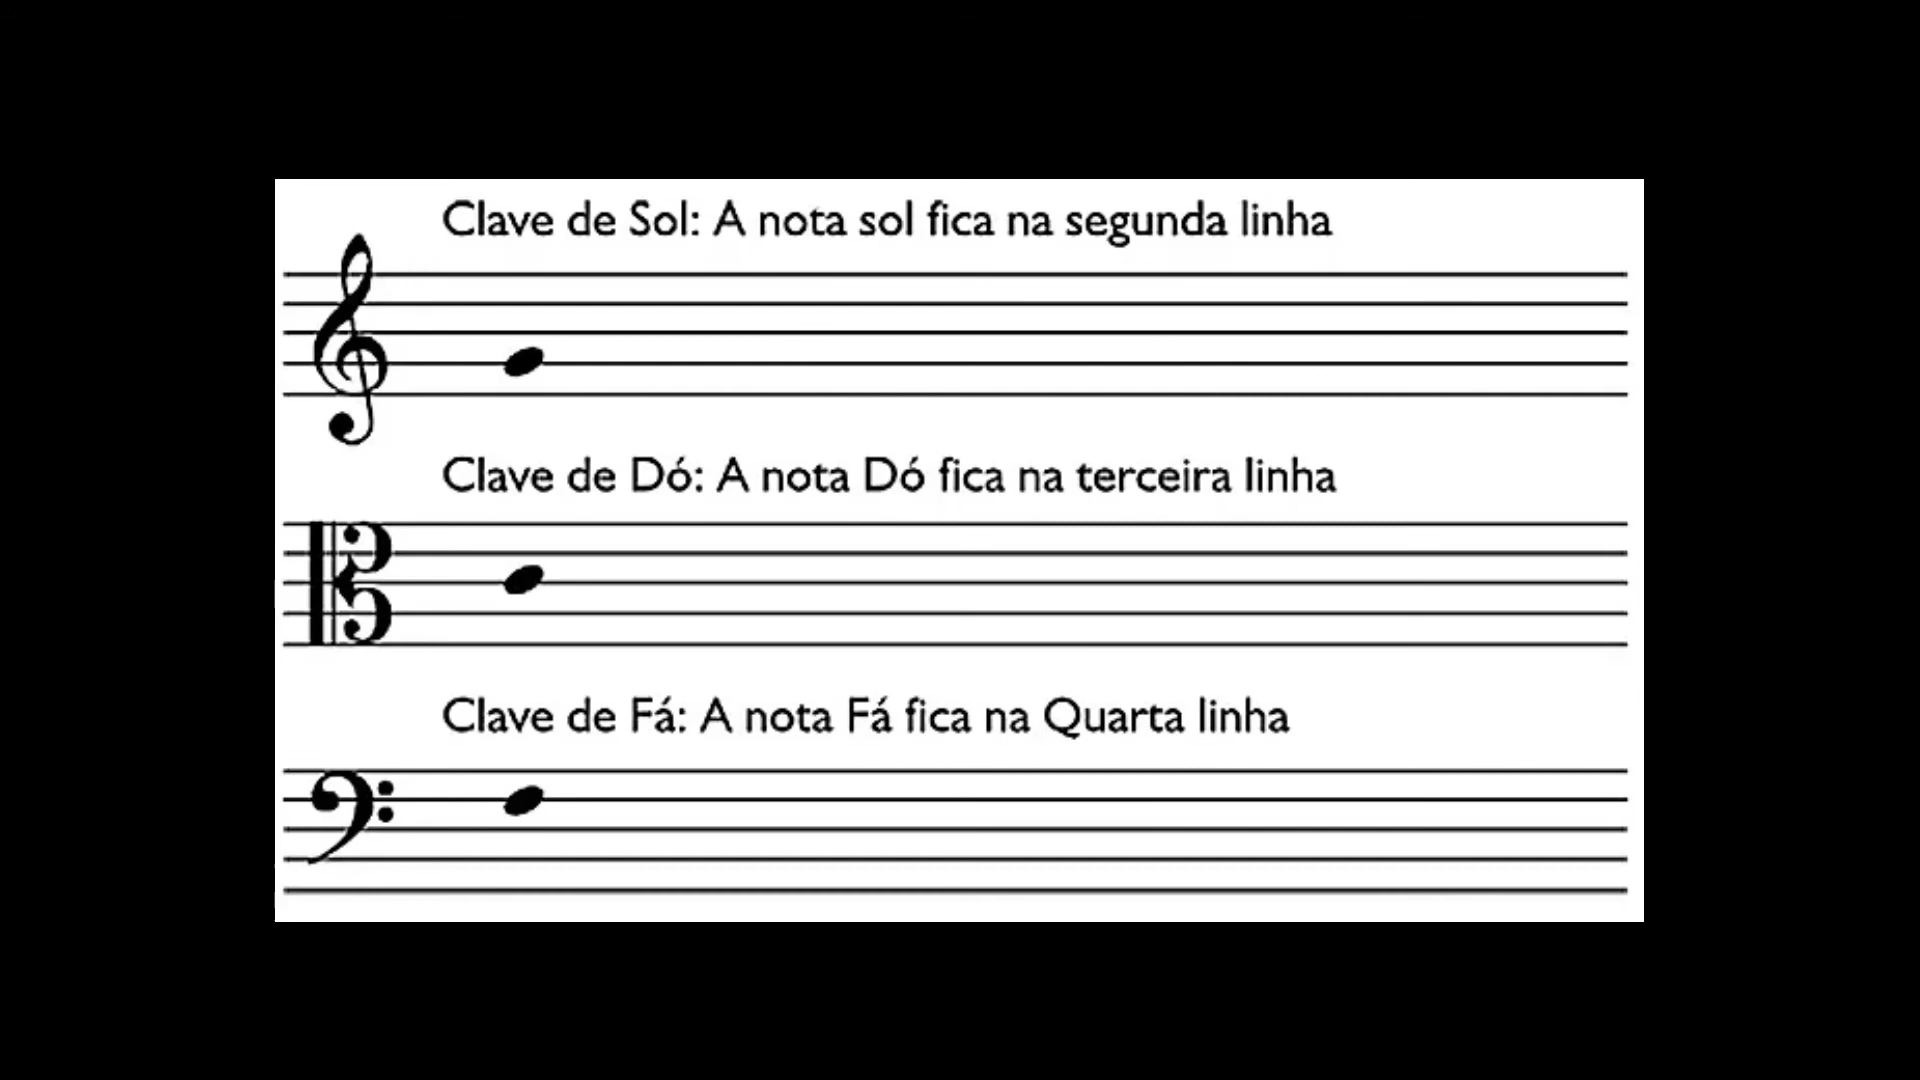 Clave de Sol: A nota sol fica na segunda linha
Clave de Dó: A nota Dó fica na terceira linha
Clave de Fá: A nota Fá fica na Quarta linha